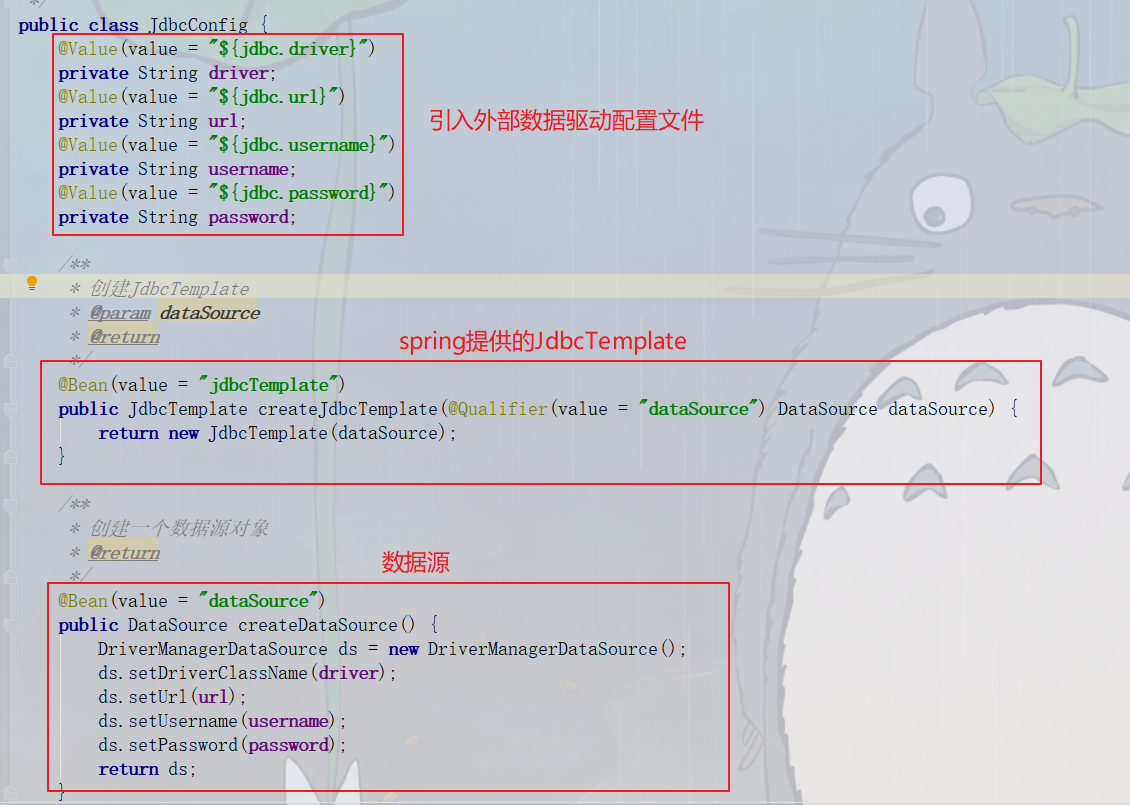 */
public class JdbcConfig {
@Value(value = "${jdbc.driver}")
private String driver;
@Value(value = "${jdbc.url}")
private String url;
@Value(value = "${jdbc.username}")
private String username;
@Value(value = "${jdbc.password}")
private String password;
引入外部数据驱动配置文件
/**
* 创建JdbcTemplate
* @param dataSource
* @return
*/
spring提供的JdbcTemplate
@Bean(value = "jdbcTemplate")
public JdbcTemplate createJdbcTemplate(@Qualifier(value = "dataSource") DataSource dataSource) {
return new JdbcTemplate(dataSource);
}
/**
* 创建一个数据源对象
* @return
*/
数据源
@Bean(value = "dataSource")
public DataSource createDataSource() {
DriverManagerDataSource ds = new DriverManagerDataSource();
ds.setDriverClassName(driver);
ds.setUrl(url);
ds.setUsername(username);
ds.setPassword(password);
return ds;
}